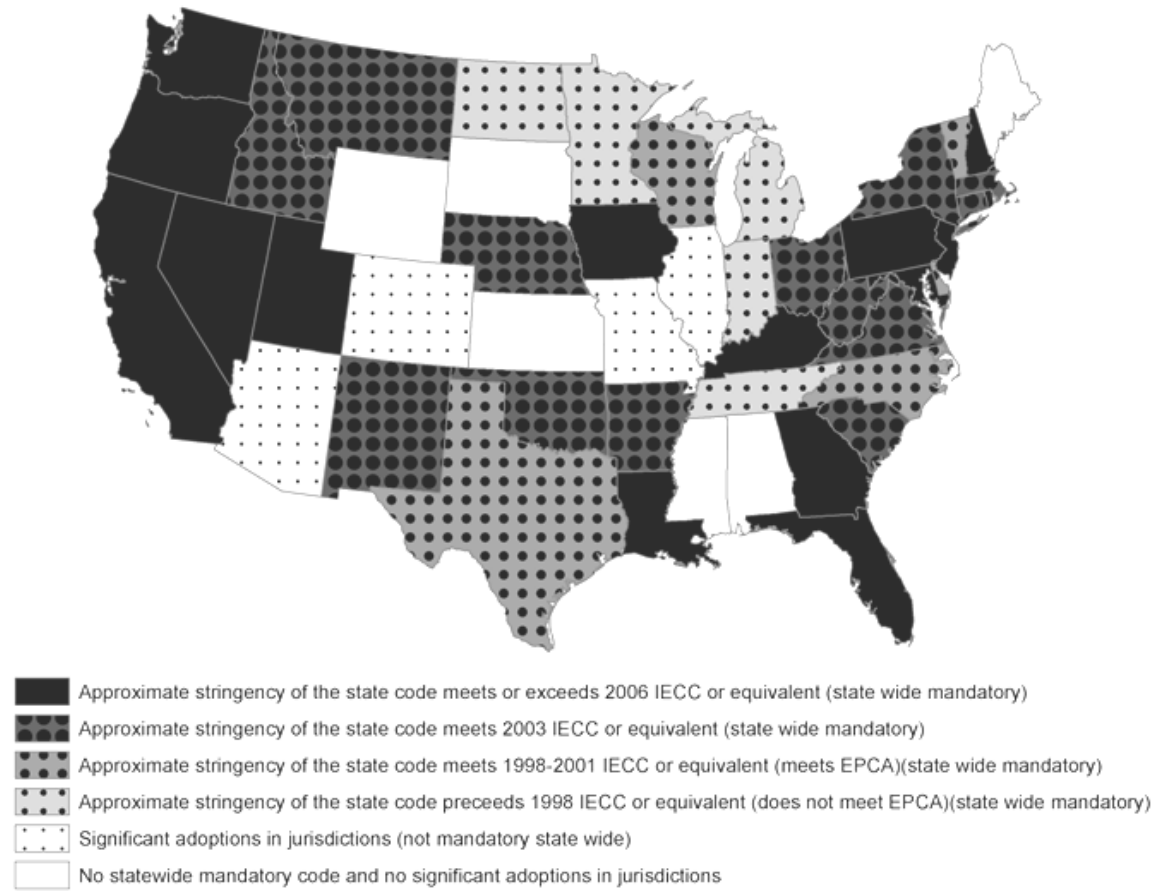 Approximate stringency of the state code meets or exceeds 2006 IECC or equivalent (state wide mandatory)
Approximate stringency of the state code meets 2003 IECC or equivalent (state wide mandatory)
Approximate stringency of the state code meets 1998-2001 IECC or equivalent (meets EPCA)(state wide mandatory)
Approximate stringency of the state code preceeds 1998 IECC or equivalent (does not meet EPCA)(state wide mandatory)
Significant adoptions in jurisdictions (not mandatory state wide)
No statewide mandatory code and no significant adoptions in jurisdictions